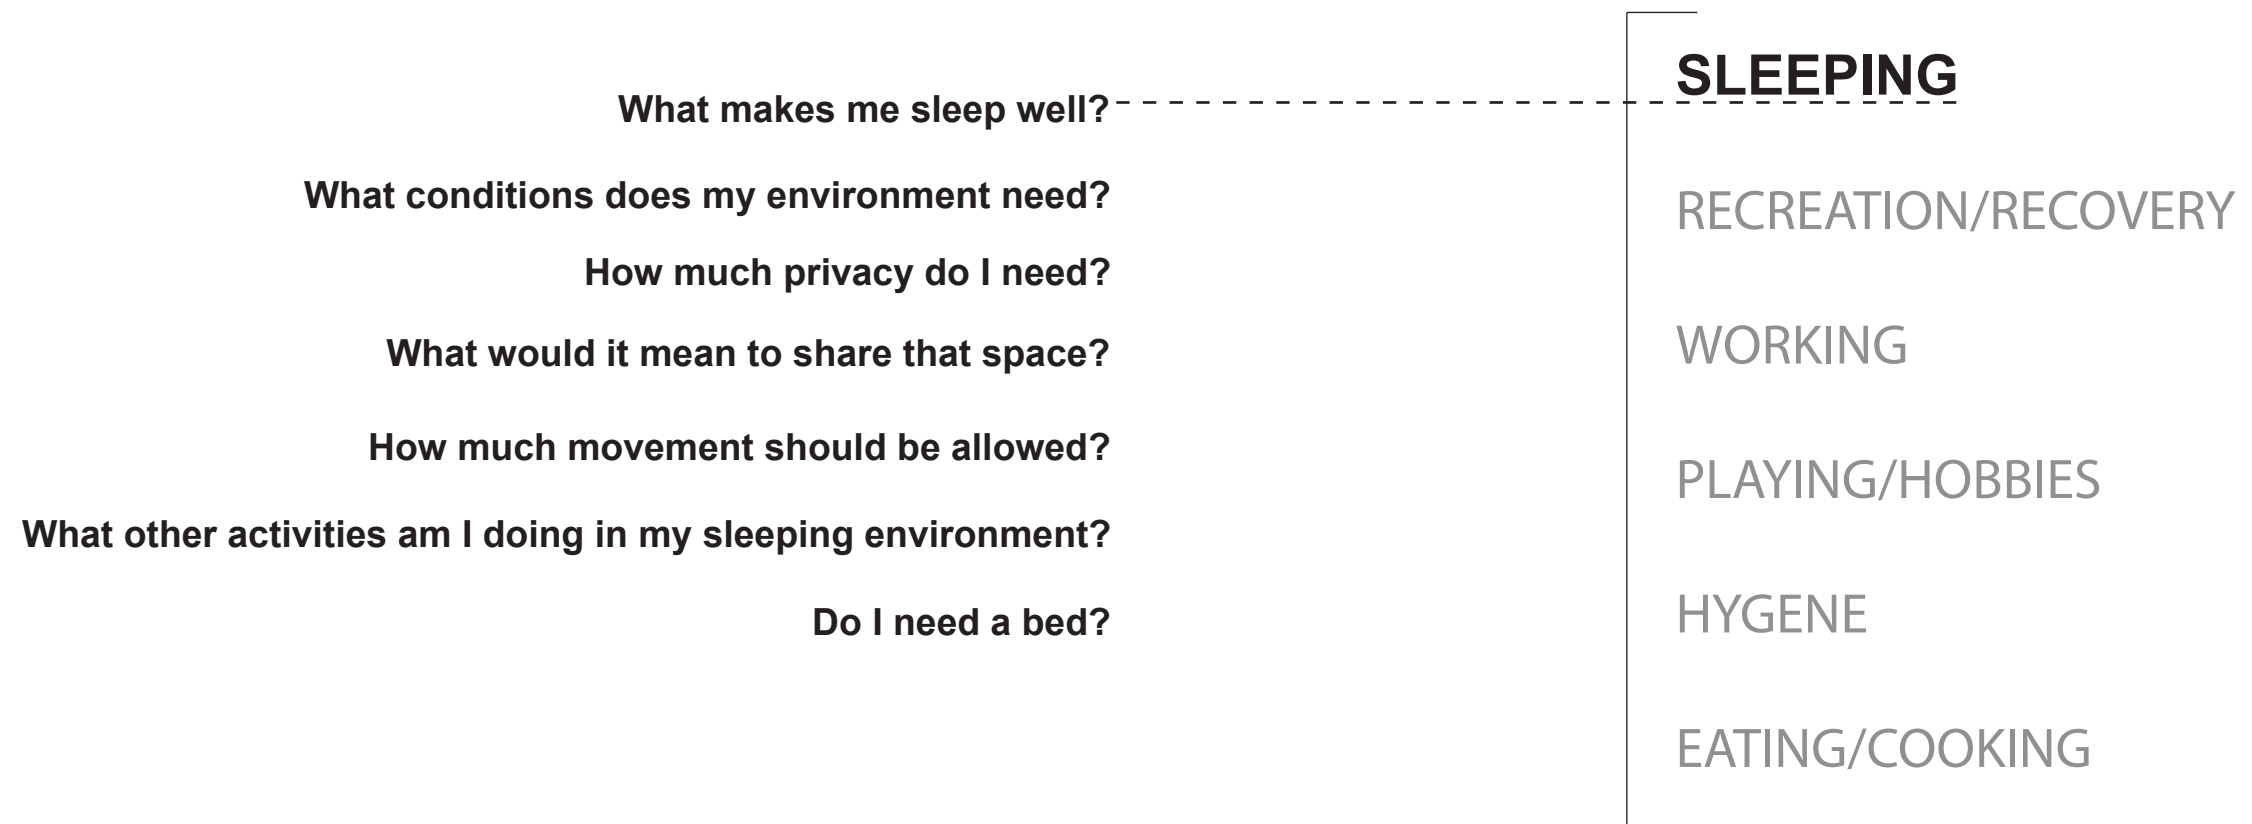 What makes me sleep well?
What conditions does my environment need?
How much privacy do I need?
What would it mean to share that space?
How much movement should be allowed?
What other activities am I doing in my sleeping environment?
Do I need a bed?
SLEEPING
RECREATION/RECOVERY
WORKING
PLAYING/HOBBIES
HYGENE
EATING/COOKING